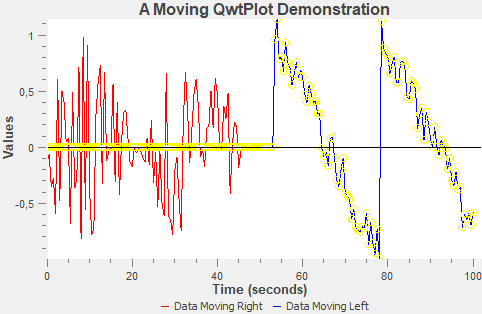 A Moving QwtPlot Demonstration
Values
1
0,5
0
-0,5
0 20 40 60 80 100
Time (seconds)
Data Moving Right Data Moving Left